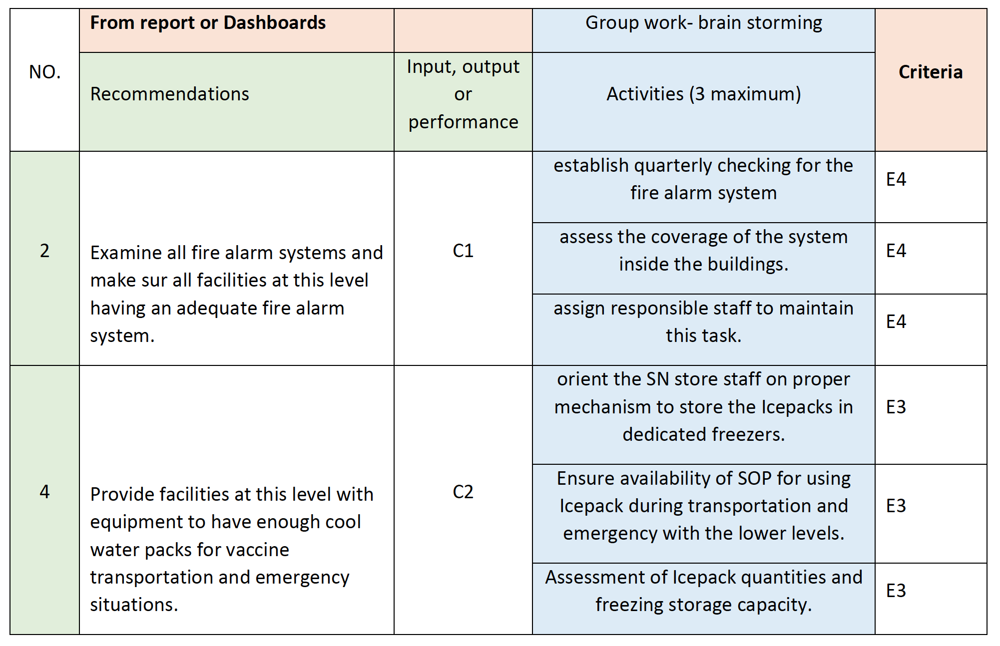 NO.
From report or Dashboards
Group work- brain storming
Criteria
Recommendations
Input, output
or
performance
Activities (3 maximum)
2
Examine all fire alarm systems and
make sur all facilities at this level
having an adequate fire alarm
system.
C1
establish quarterly checking for the
fire alarm system
E4
assess the coverage of the system
inside the buildings.
E4
assign responsible staff to maintain
this task.
E4
4
Provide facilities at this level with
equipment to have enough cool
water packs for vaccine
transportation and emergency
situations.
C2
orient the SN store staff on proper
mechanism to store the Icepacks in
dedicated freezers.
E3
Ensure availability of SOP for using
Icepack during transportation and
emergency with the lower levels.
E3
Assessment of Icepack quantities and
freezing storage capacity.
E3